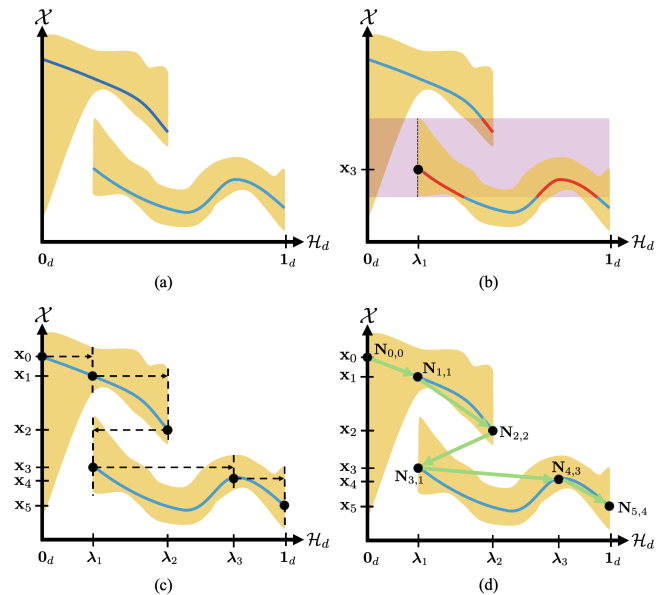 𝒳
0_d
1_d
ℋ_d
(a)
𝒳
x_3
0_d
λ_1
1_d
ℋ_d
(b)
𝒳
x_0
x_1
x_2
x_3
x_4
x_5
0_d
λ_1
λ_2
λ_3
1_d
ℋ_d
(c)
𝒳
x_0
x_1
x_2
x_3
x_4
x_5
N_{0,0}
N_{1,1}
N_{2,2}
N_{3,1}
N_{4,3}
N_{5,4}
0_d
λ_1
λ_2
λ_3
1_d
ℋ_d
(d)